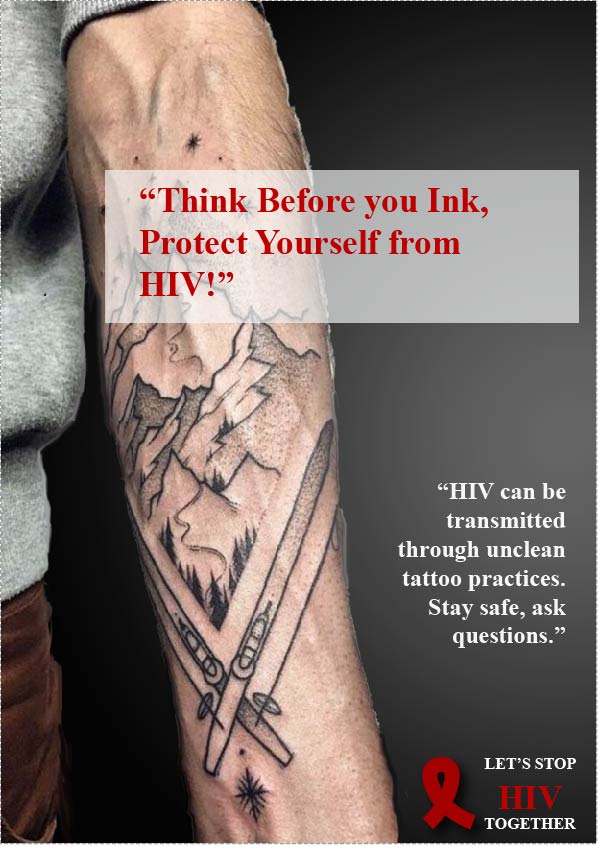 “Think Before you Ink,
Protect Yourself from
HIV!”
“HIV can be
transmitted
through unclean
tattoo practices.
Stay safe, ask
questions.”
LET’S STOP
HIV
TOGETHER